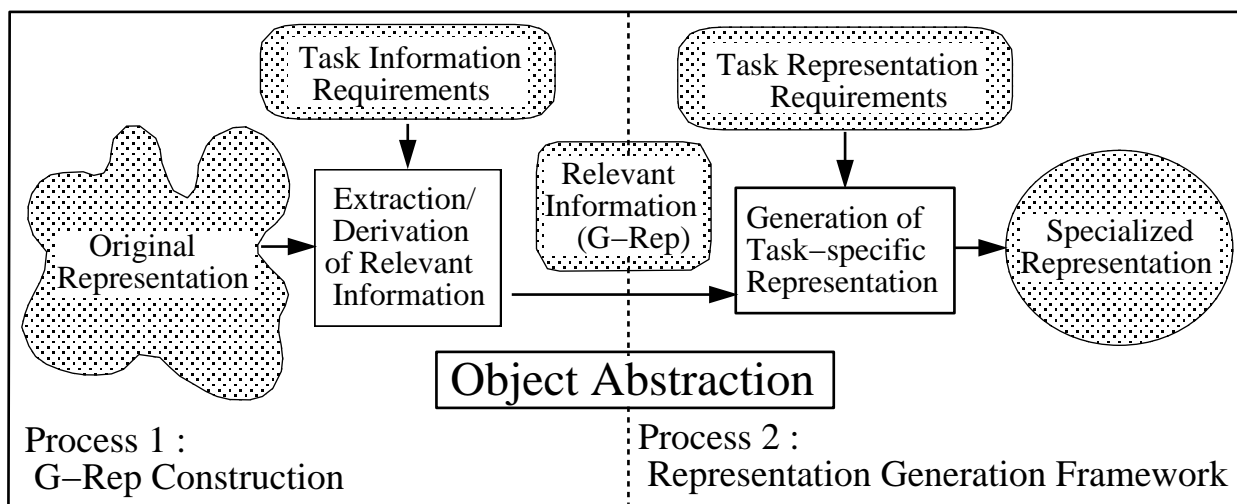 Task Information
Requirements
Task Representation
Requirements
Original
Representation
Extraction/
Derivation
of Relevant
Information
Relevant
Information
(G−Rep)
Generation of
Task−specific
Representation
Specialized
Representation
Object Abstraction
Process 1 :
G−Rep Construction
Process 2 :
Representation Generation Framework